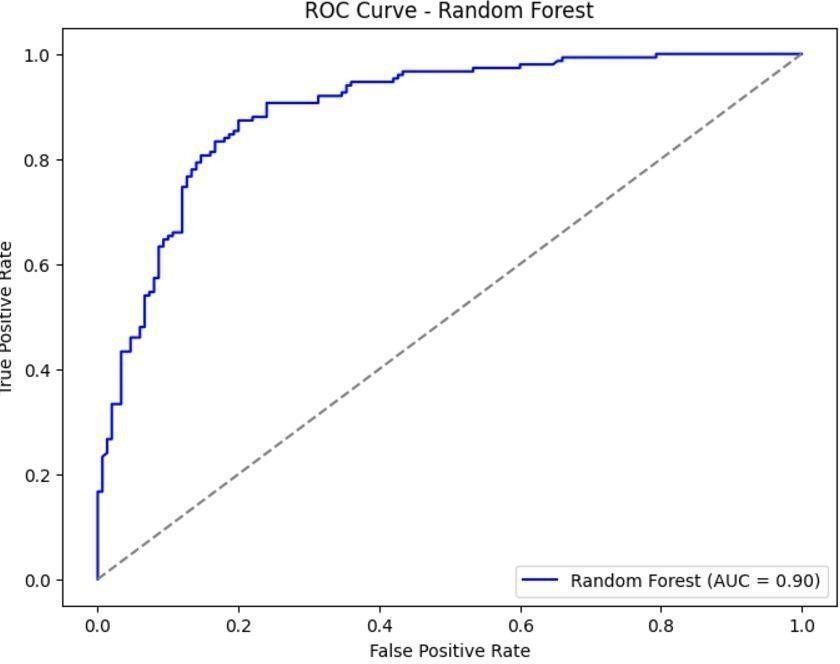 ROC Curve - Random Forest
1.0
0.8
0.6
0.4
0.2
0.0
True Positive Rate
Random Forest (AUC = 0.90)
0.0 0.2 0.4 0.6 0.8 1.0
False Positive Rate